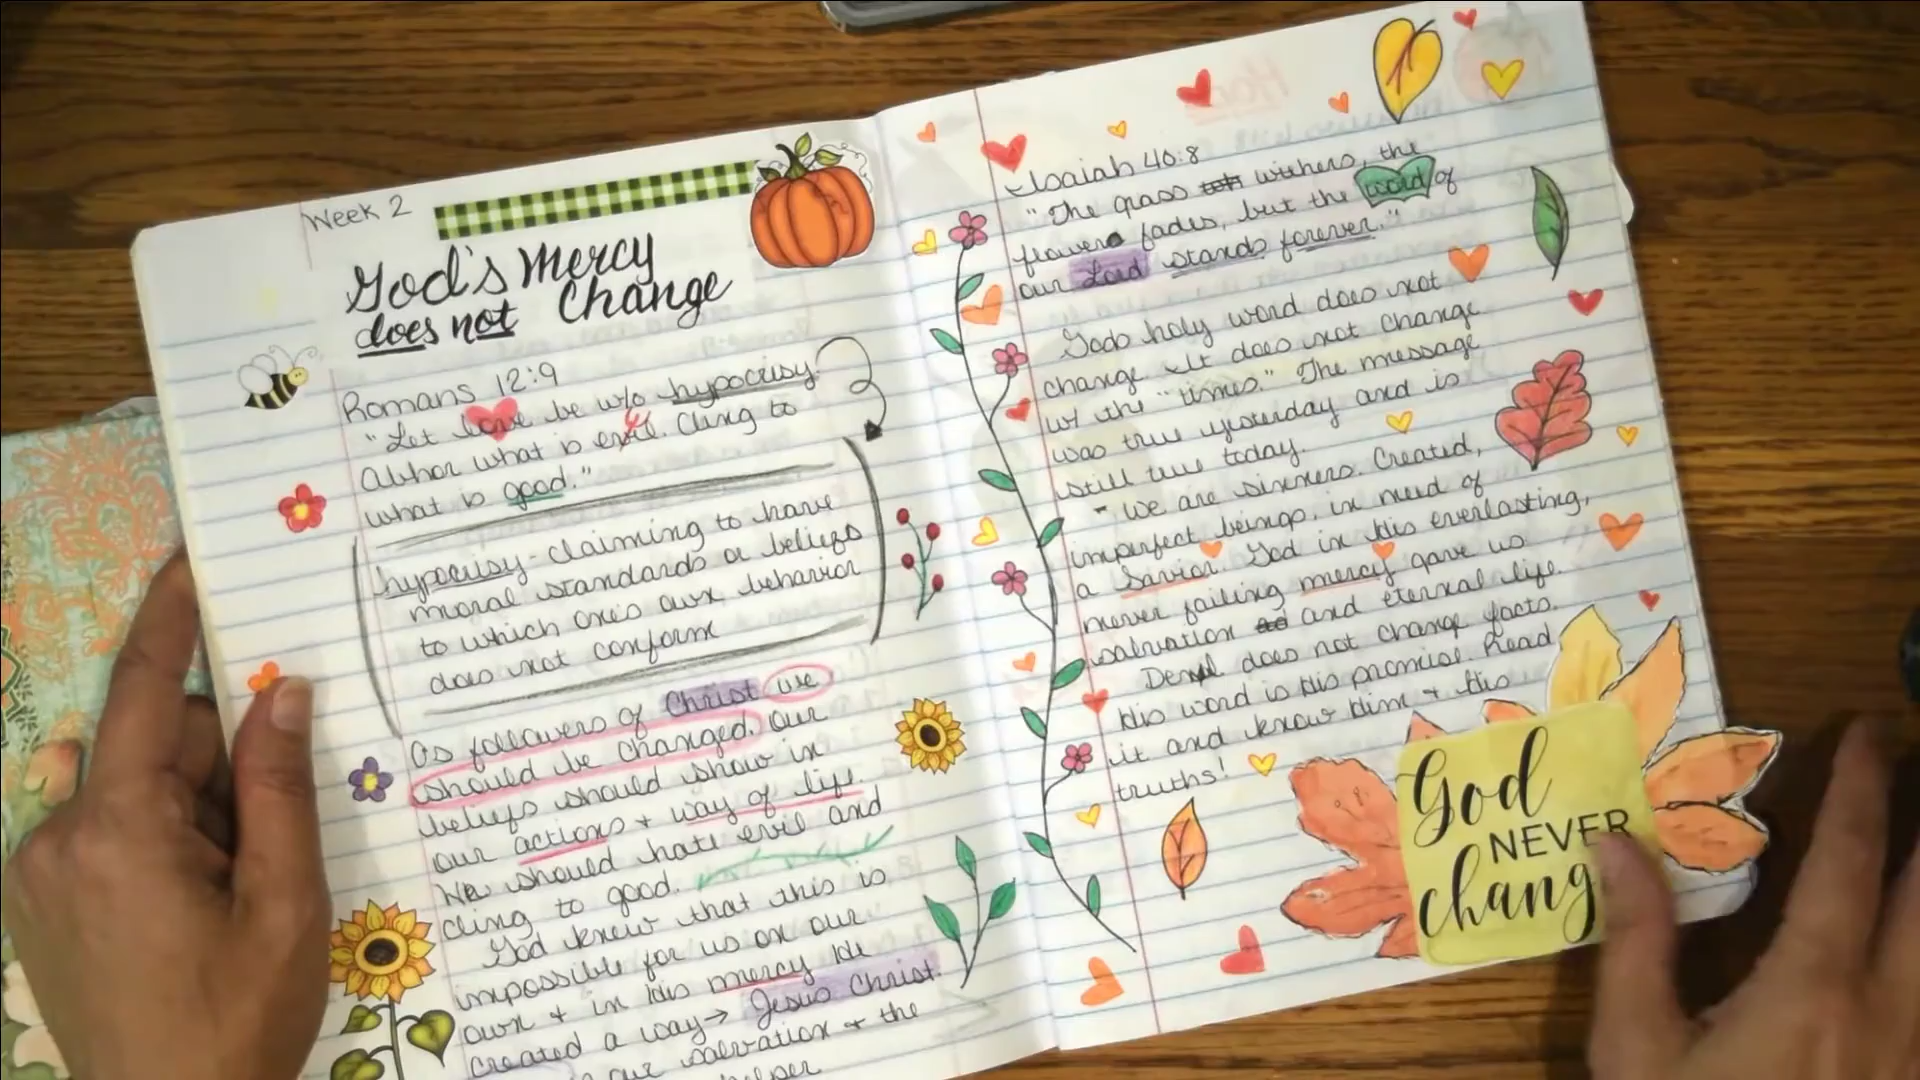 Week 2
God's Mercy
does not Change
Romans 12:9
"Let love be w/o hypocrisy.
Abhor what is evil. Cling to
what is good."
hypocrisy - claiming to have
moral standards or beliefs
to which one's own behavior
does not conform
As followers of Christ we
should be changed. Our
beliefs should show in
our actions + way of life.
We should hate evil and
cling to good.
God knew that this is
impossible for us on our
own + in His mercy He
created a way → Jesus Christ.
our salvation + the
helper
Isaiah 40:8
"The grass withers, the
flower fades, but the word of
our Lord stands forever."
Gods holy word does not
change. It does not change
w/ the "times." The message
was true yesterday and is
still true today.
- We are sinners. Created,
imperfect beings, in need of
a Savior. God in His everlasting,
never failing mercy gave us
salvation and eternal life.
Denial does not change facts.
His word is His promise. Read
it and know Him + His
truths!
God
NEVER
chang